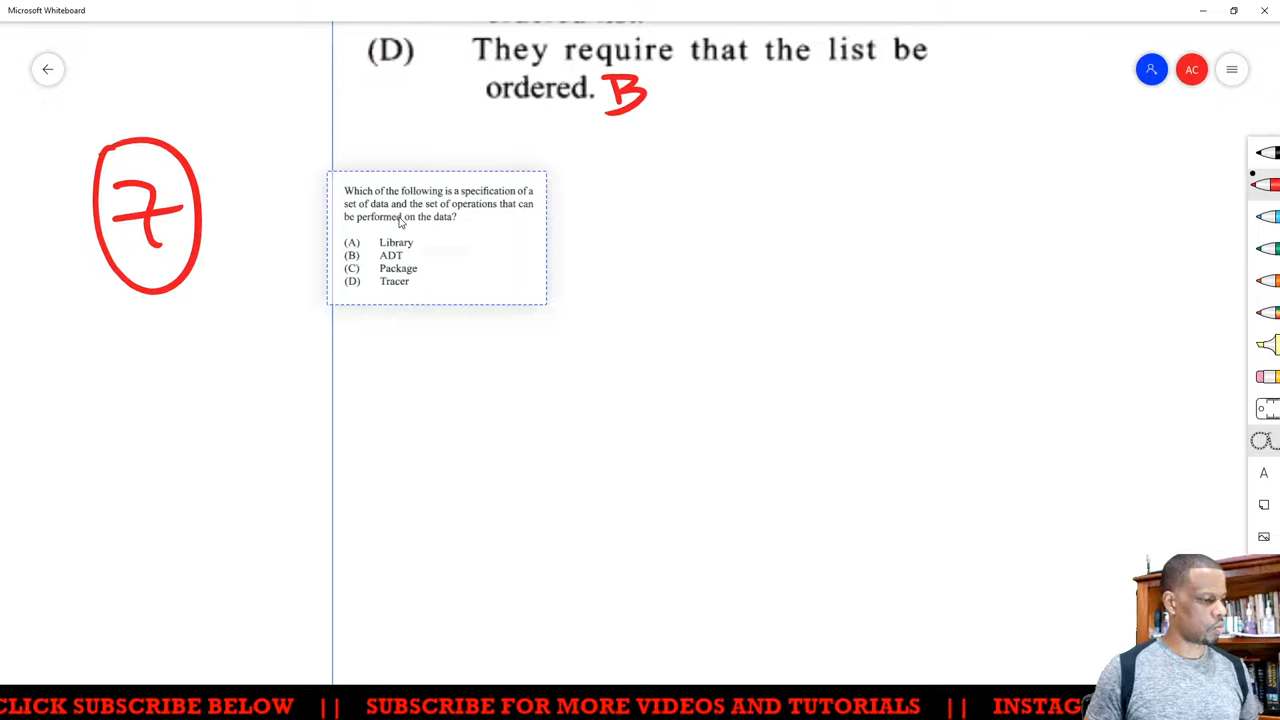 Microsoft Whiteboard
(D) They require that the list be
ordered. B
AC
7
Which of the following is a specification of a
set of data and the set of operations that can
be performed on the data?
(A) Library
(B) ADT
(C) Package
(D) Tracer
A
CLICK SUBSCRIBE BELOW || SUBSCRIBE FOR MORE VIDEOS AND TUTORIALS || INSTAG